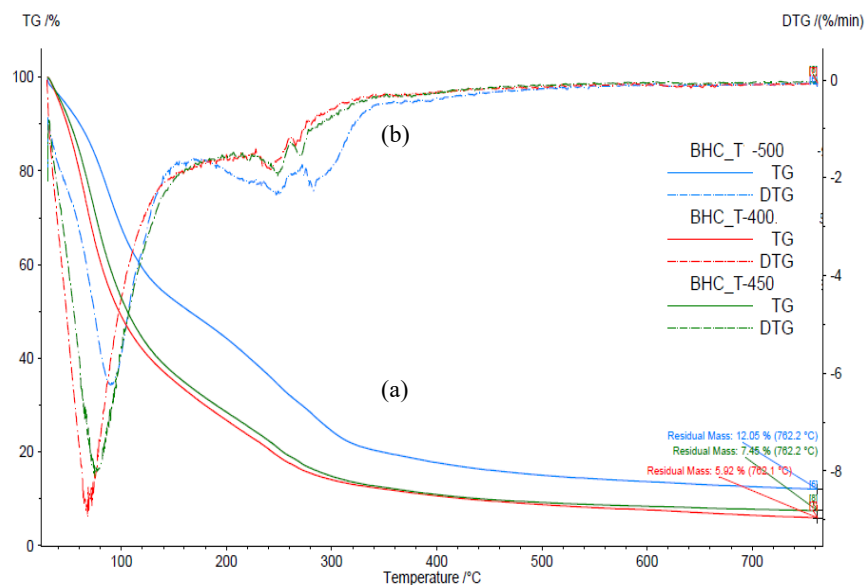 TG /%
DTG /(%/min)
100
80
60
40
20
0
0
-2
-4
-6
-8
(b)
(a)
BHC_T -500
TG
DTG
BHC_T-400.
TG
DTG
BHC_T-450
TG
DTG
Residual Mass: 12.05 % (762.2 °C)
Residual Mass: 7.45 % (762.2 °C)
Residual Mass: 5.92 % (762.1 °C)
100 200 300 400 500 600 700
Temperature /°C